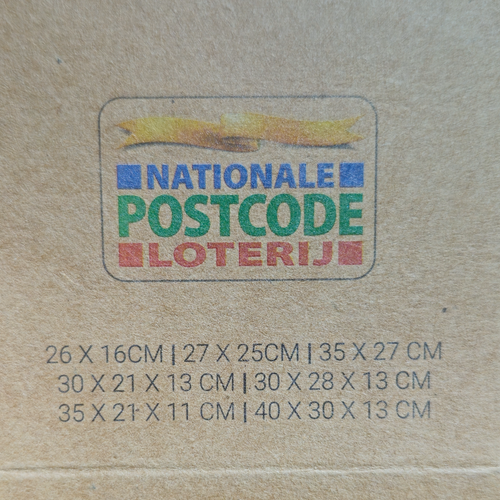 NATIONALE
POSTCODE
LOTERIJ
26 X 16CM | 27 X 25CM | 35 X 27 CM
30 X 21 X 13 CM | 30 X 28 X 13 CM
35 X 21 X 11 CM | 40 X 30 X 13 CM